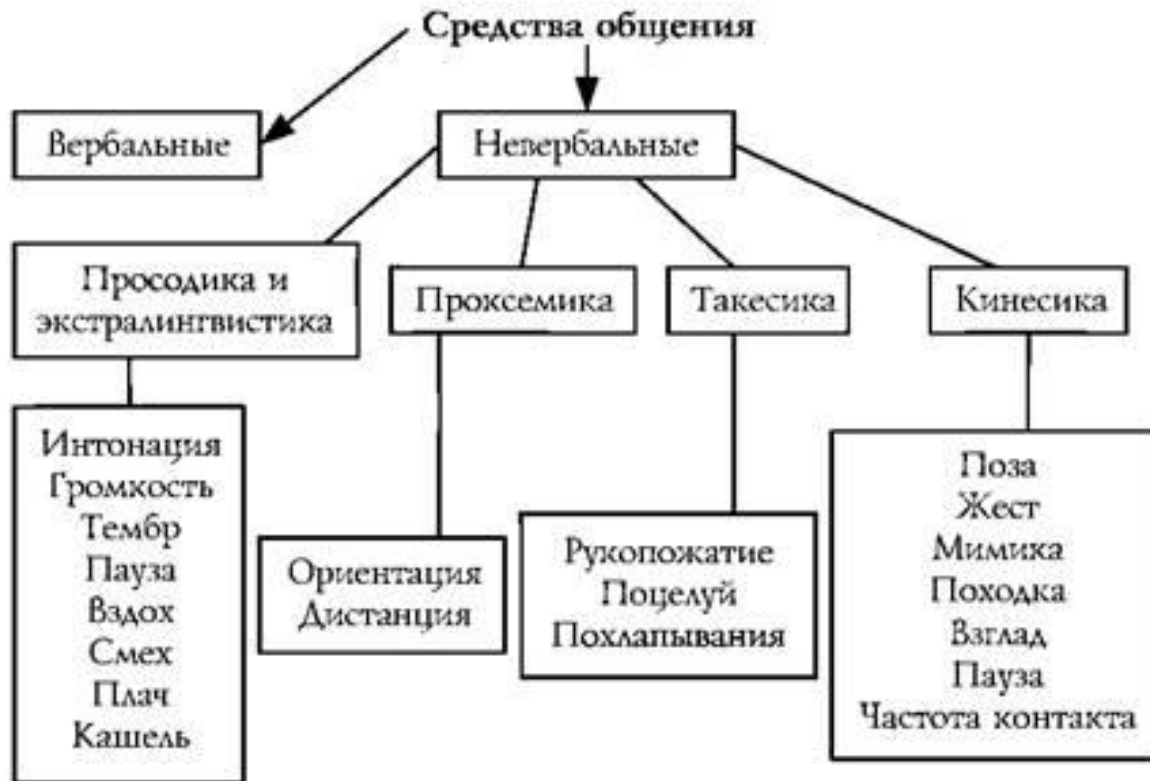 Средства общения
Вербальные
Невербальные
Просодика и
экстралингвистика
Проксемика
Такесика
Кинесика
Интонация
Громкость
Тембр
Пауза
Вздох
Смех
Плач
Кашель
Ориентация
Дистанция
Рукопожатие
Поцелуй
Похлапывания
Поза
Жест
Мимика
Походка
Взглад
Пауза
Частота контакта